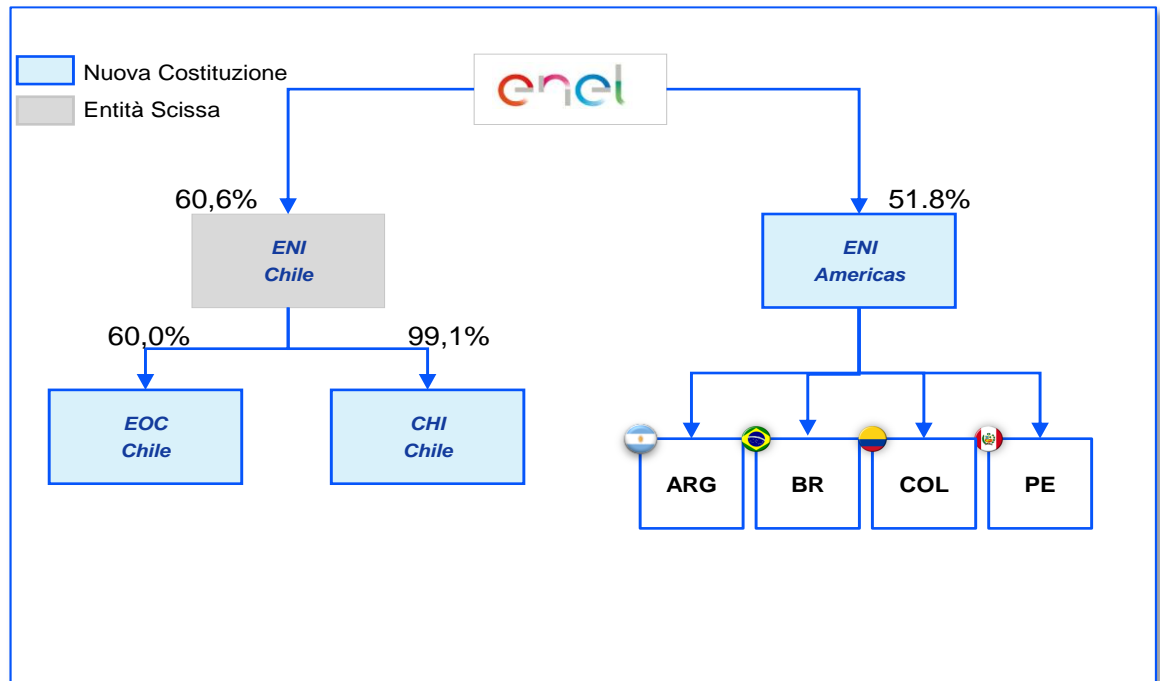 Nuova Costituzione
Entità Scissa
enel
60,6%
51.8%
ENI
Chile
ENI
Americas
60,0%
99,1%
EOC
Chile
CHI
Chile
ARG
BR
COL
PE